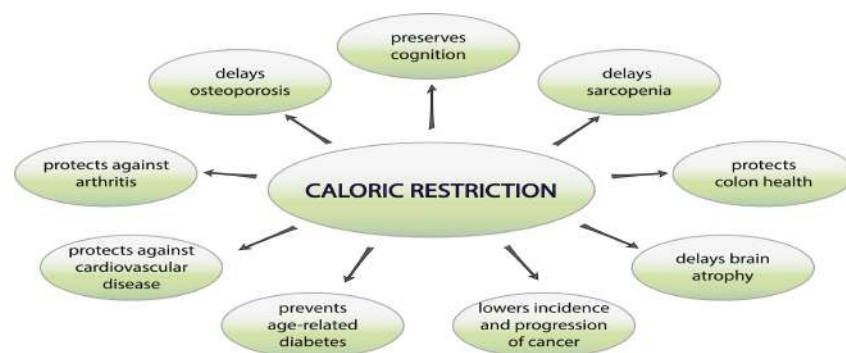 preserves
cognition
delays
osteoporosis
delays
sarcopenia
protects against
arthritis
CALORIC RESTRICTION
protects
colon health
protects against
cardiovascular
disease
delays brain
atrophy
prevents
age-related
diabetes
lowers incidence
and progression
of cancer